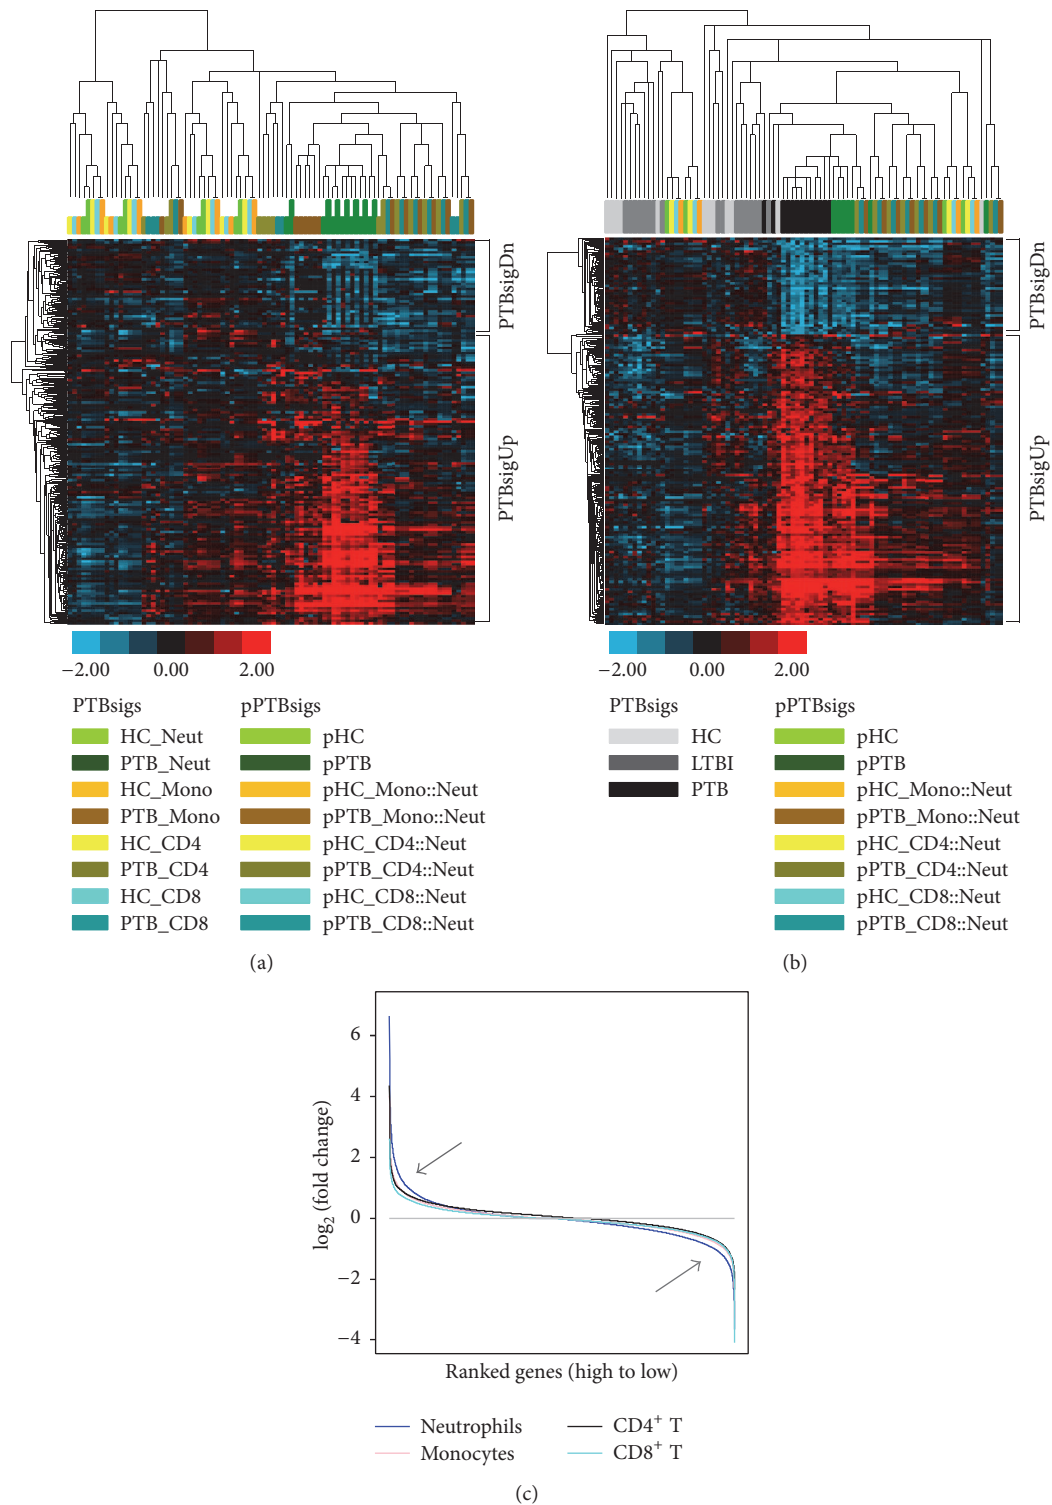 PTBsigDn
PTBsigUp
−2.00 0.00 2.00
PTBsigs pPTBsigs
HC_Neut pHC
PTB_Neut pPTB
HC_Mono pHC_Mono::Neut
PTB_Mono pPTB_Mono::Neut
HC_CD4 pHC_CD4::Neut
PTB_CD4 pPTB_CD4::Neut
HC_CD8 pHC_CD8::Neut
PTB_CD8 pPTB_CD8::Neut
(a)
PTBsigDn
PTBsigUp
−2.00 0.00 2.00
PTBsigs pPTBsigs
HC pHC
LTBI pPTB
PTB pHC_Mono::Neut
pPTB_Mono::Neut
pHC_CD4::Neut
pPTB_CD4::Neut
pHC_CD8::Neut
pPTB_CD8::Neut
(b)
log₂ (fold change)
6
4
2
0
−2
−4
Ranked genes (high to low)
Neutrophils CD4⁺ T
Monocytes CD8⁺ T
(c)